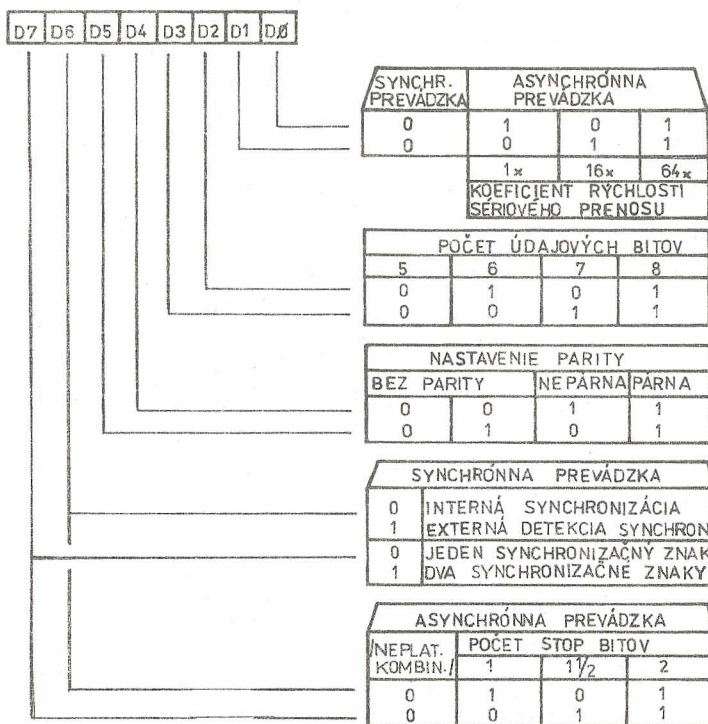 D7 D6 D5 D4 D3 D2 D1 DØ
SYNCHR. PREVÁDZKA
ASYNCHRÓNNA PREVÁDZKA
0 1 0 1
0 0 1 1
1x 16x 64x
KOEFICIENT RÝCHLOSTI
SÉRIOVÉHO PRENOSU
POČET ÚDAJOVÝCH BITOV
5 6 7 8
0 1 0 1
0 0 1 1
NASTAVENIE PARITY
BEZ PARITY NEPÁRNA PÁRNA
0 0 1 1
0 1 0 1
SYNCHRÓNNA PREVÁDZKA
0 INTERNÁ SYNCHRONIZÁCIA
1 EXTERNÁ DETEKCIA SYNCHRON
0 JEDEN SYNCHRONIZAČNÝ ZNAK
1 DVA SYNCHRONIZAČNÉ ZNAKY
ASYNCHRÓNNA PREVÁDZKA
/NEPLAT.
KOMBIN./
POČET STOP BITOV
1 1 1/2 2
0 1 0 1
0 0 1 1